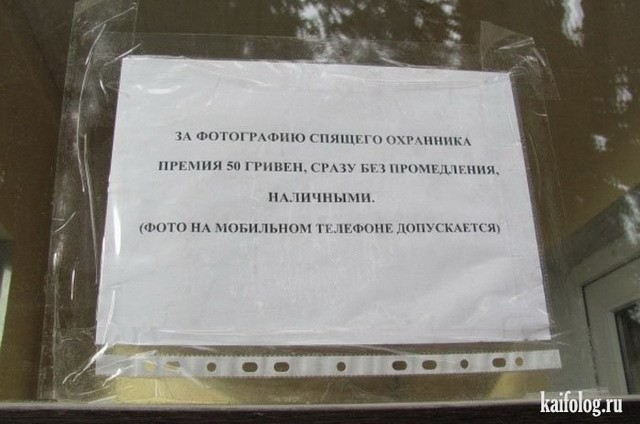 ЗА ФОТОГРАФИЮ СПЯЩЕГО ОХРАННИКА
ПРЕМИЯ 50 ГРИВЕН, СРАЗУ БЕЗ ПРОМЕДЛЕНИЯ,
НАЛИЧНЫМИ.
(ФОТО НА МОБИЛЬНОМ ТЕЛЕФОНЕ ДОПУСКАЕТСЯ)
kaifolog.ru